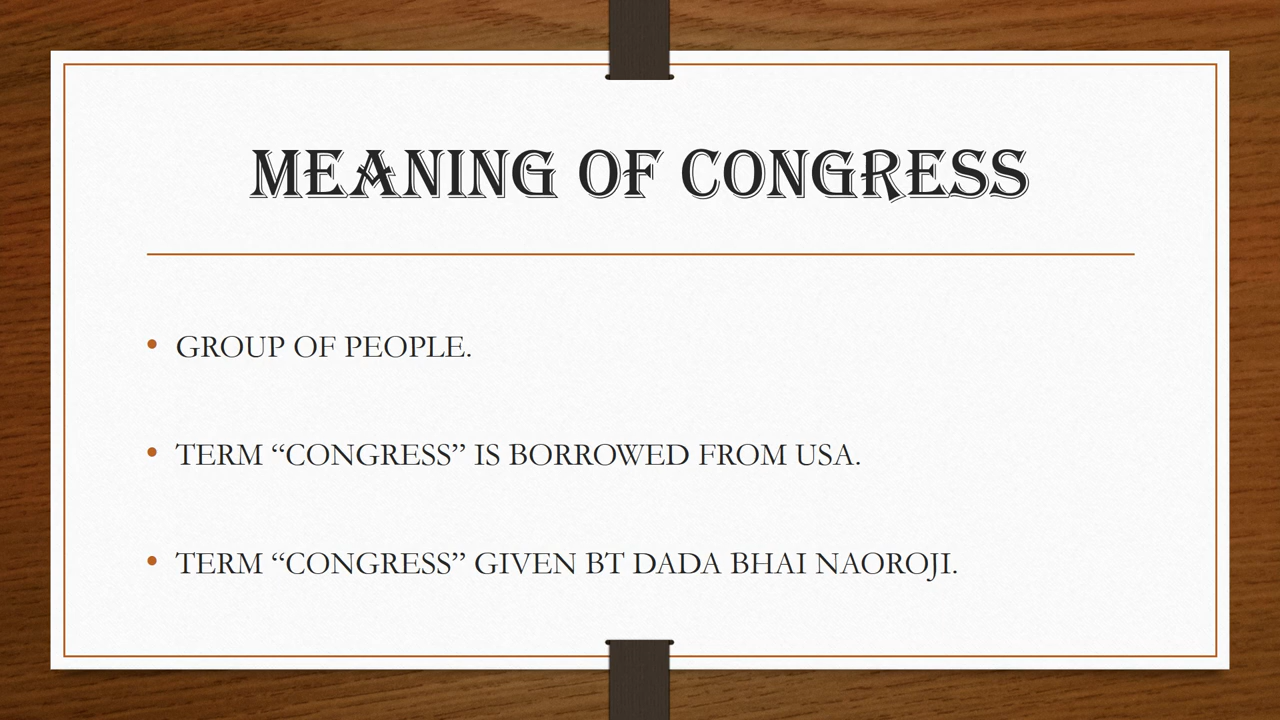 MEANING OF CONGRESS
• GROUP OF PEOPLE.
• TERM “CONGRESS” IS BORROWED FROM USA.
• TERM “CONGRESS” GIVEN BT DADA BHAI NAOROJI.